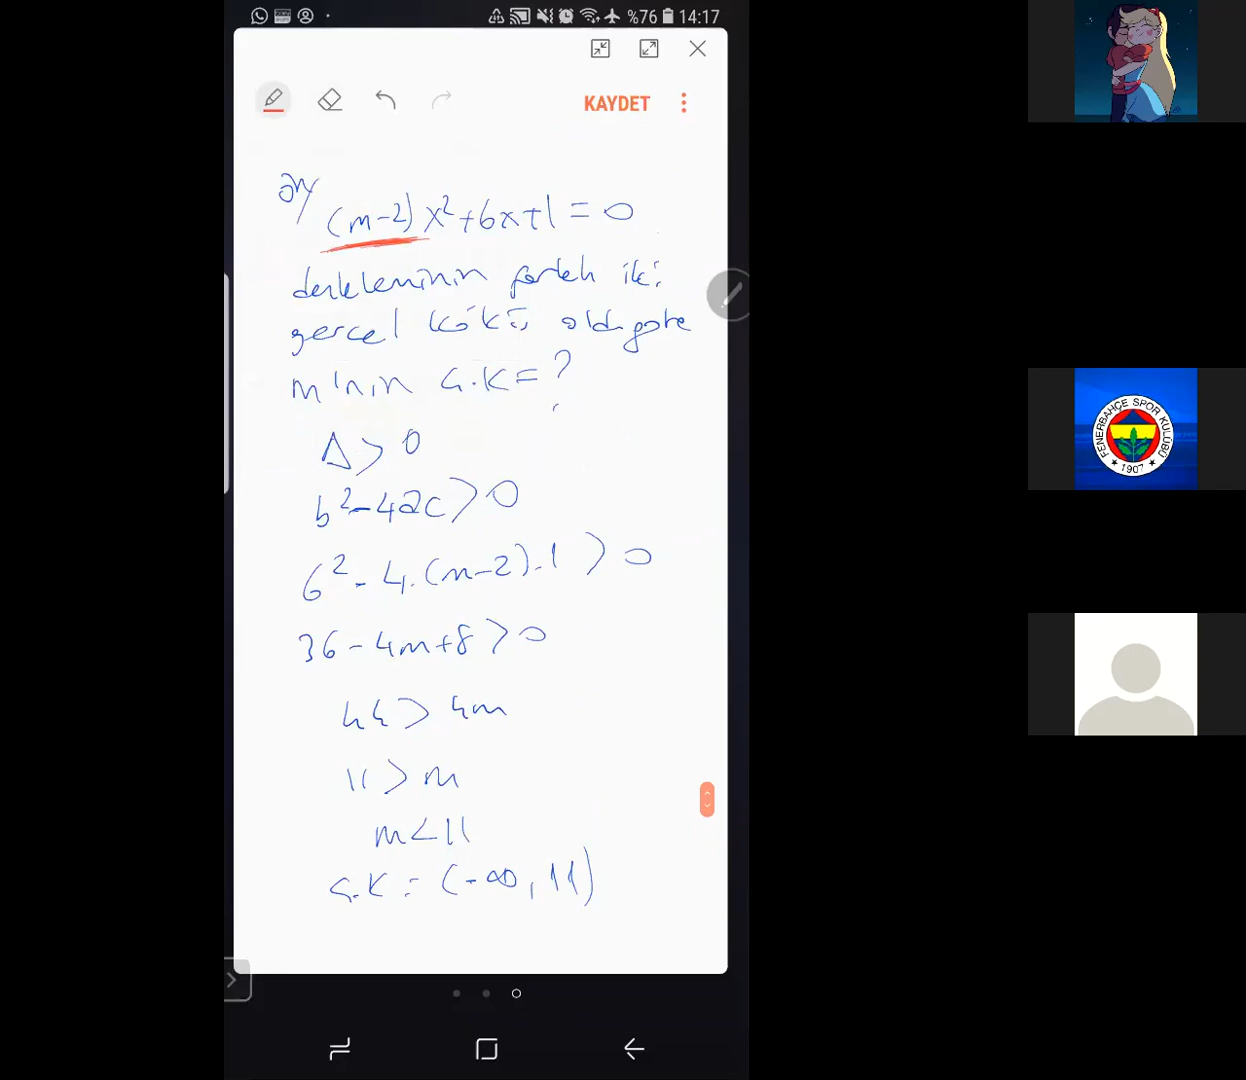 %76 14:17
KAYDET
ör/
(m-2)x²+6x+1=0
denkleminin farklı iki
gerçel kökü old. göre
m'nin Ç.K=?
Δ>0
b²-4ac>0
6²-4.(m-2).1>0
36-4m+8>0
44>4m
11>m
m<11
Ç.K=(-∞,11)
FENERBAHÇE SPOR KULÜBÜ
★ 1907 ★